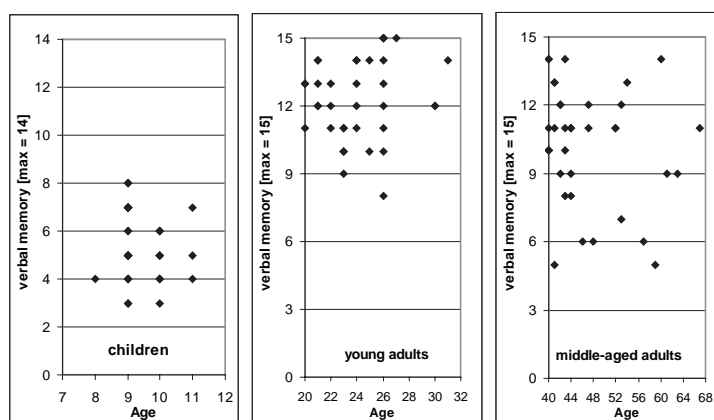 verbal memory [max = 14]
14
12
10
8
6
4
2
0
children
7 8 9 10 11 12
Age
verbal memory [max = 15]
15
12
9
6
3
0
young adults
20 22 24 26 28 30 32
Age
verbal memory [max = 15]
15
12
9
6
3
0
middle-aged adults
40 44 48 52 56 60 64 68
Age